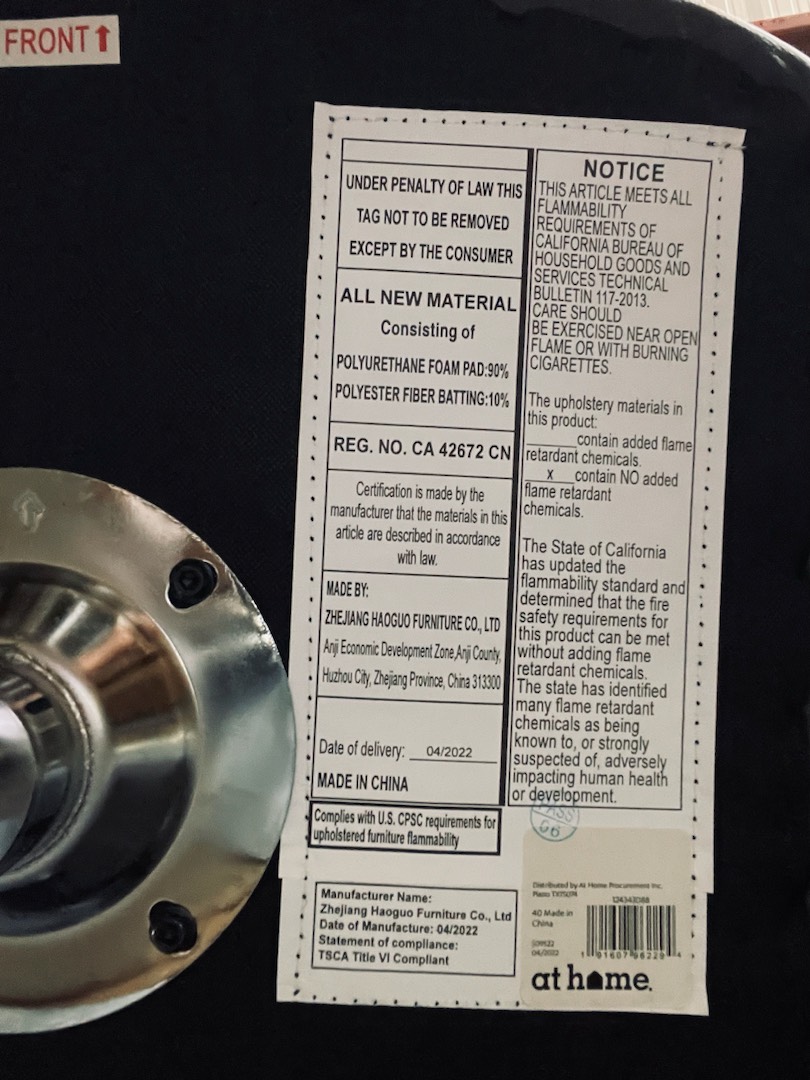 FRONT↑
UNDER PENALTY OF LAW THIS
TAG NOT TO BE REMOVED
EXCEPT BY THE CONSUMER
ALL NEW MATERIAL
Consisting of
POLYURETHANE FOAM PAD:90%
POLYESTER FIBER BATTING:10%
REG. NO. CA 42672 CN
Certification is made by the
manufacturer that the materials in this
article are described in accordance
with law.
MADE BY:
ZHEJIANG HAOGUO FURNITURE CO., LTD
Anji Economic Development Zone,Anji County,
Huzhou City, Zhejiang Province, China 313300
Date of delivery: 04/2022
MADE IN CHINA
Complies with U.S. CPSC requirements for
upholstered furniture flammability
Manufacturer Name:
Zhejiang Haoguo Furniture Co., Ltd
Date of Manufacture: 04/2022
Statement of compliance:
TSCA Title VI Compliant
NOTICE
THIS ARTICLE MEETS ALL
FLAMMABILITY
REQUIREMENTS OF
CALIFORNIA BUREAU OF
HOUSEHOLD GOODS AND
SERVICES TECHNICAL
BULLETIN 117-2013.
CARE SHOULD
BE EXERCISED NEAR OPEN
FLAME OR WITH BURNING
CIGARETTES.
The upholstery materials in
this product:
____contain added flame
retardant chemicals.
__x__contain NO added
flame retardant
chemicals.
The State of California
has updated the
flammability standard and
determined that the fire
safety requirements for
this product can be met
without adding flame
retardant chemicals.
The state has identified
many flame retardant
chemicals as being
known to, or strongly
suspected of, adversely
impacting human health
or development.
PASS
06
Distributed by At Home Procurement Inc.
Plano
124343088
40 Made in
China
04/2022
at home.